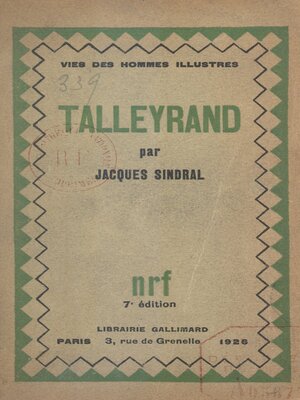 VIES DES HOMMES ILLUSTRES
339
TALLEYRAND
par
JACQUES SINDRAL
nrf
7e édition
LIBRAIRIE GALLIMARD
PARIS 3, rue de Grenelle 1926